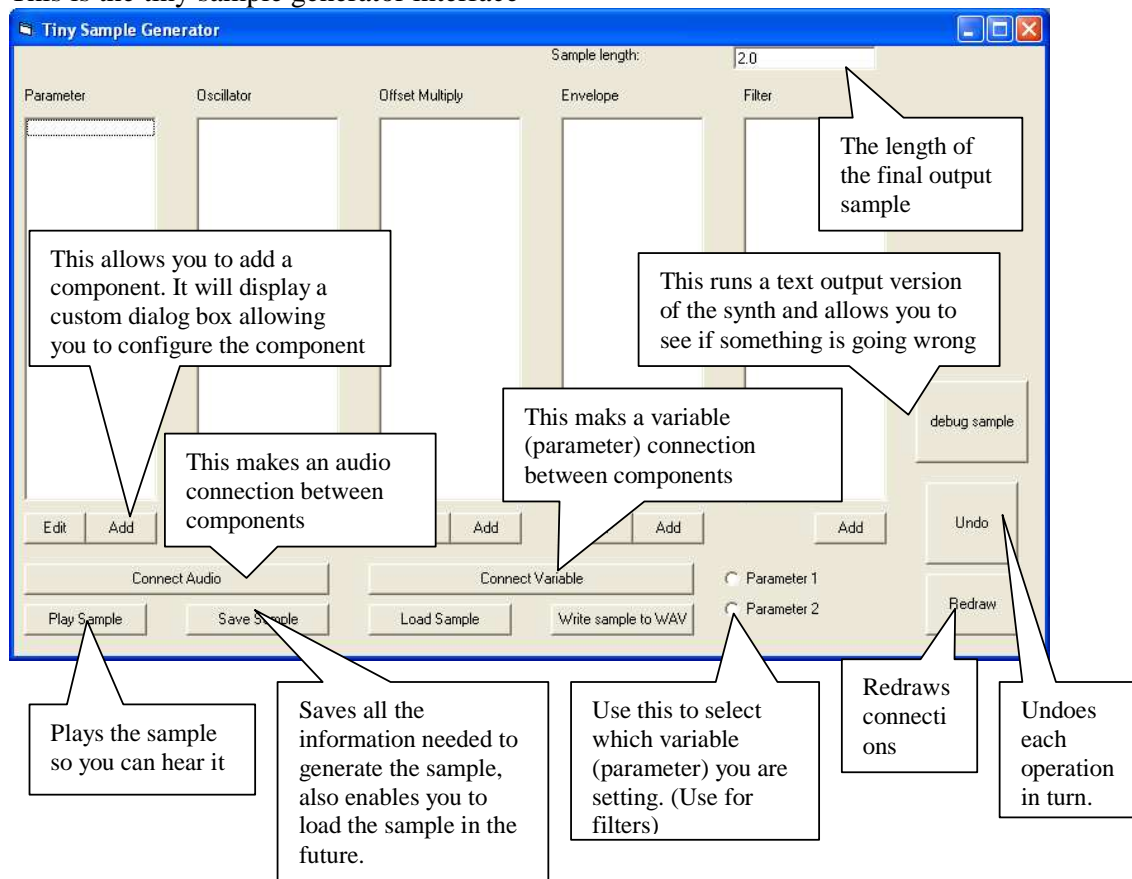 This is the tiny sample generator interface
Tiny Sample Generator
Sample length:
2.0
Parameter
Oscillator
Offset Multiply
Envelope
Filter
The length of
the final output
sample
This allows you to add a
component. It will display a
custom dialog box allowing
you to configure the component
This runs a text output version
of the synth and allows you to
see if something is going wrong
debug sample
This maks a variable
(parameter) connection
between components
This makes an audio
connection between
components
Edit
Add
Add
Add
Add
Undo
Connect Audio
Connect Variable
Parameter 1
Play Sample
Save Sample
Load Sample
Write sample to WAV
Parameter 2
Redraw
Plays the sample
so you can hear it
Saves all the
information needed to
generate the sample,
also enables you to
load the sample in the
future.
Use this to select
which variable
(parameter) you are
setting. (Use for
filters)
Redraws
connecti
ons
Undoes
each
operation
in turn.